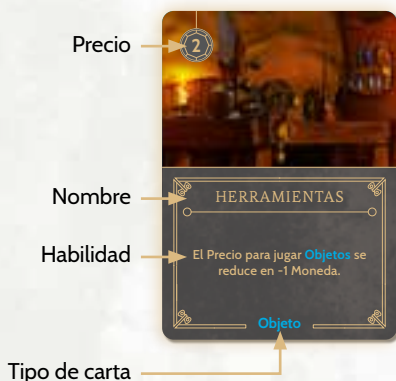 Precio
2
Nombre
HERRAMIENTAS
Habilidad
El Precio para jugar Objetos se
reduce en -1 Moneda.
Objeto
Tipo de carta